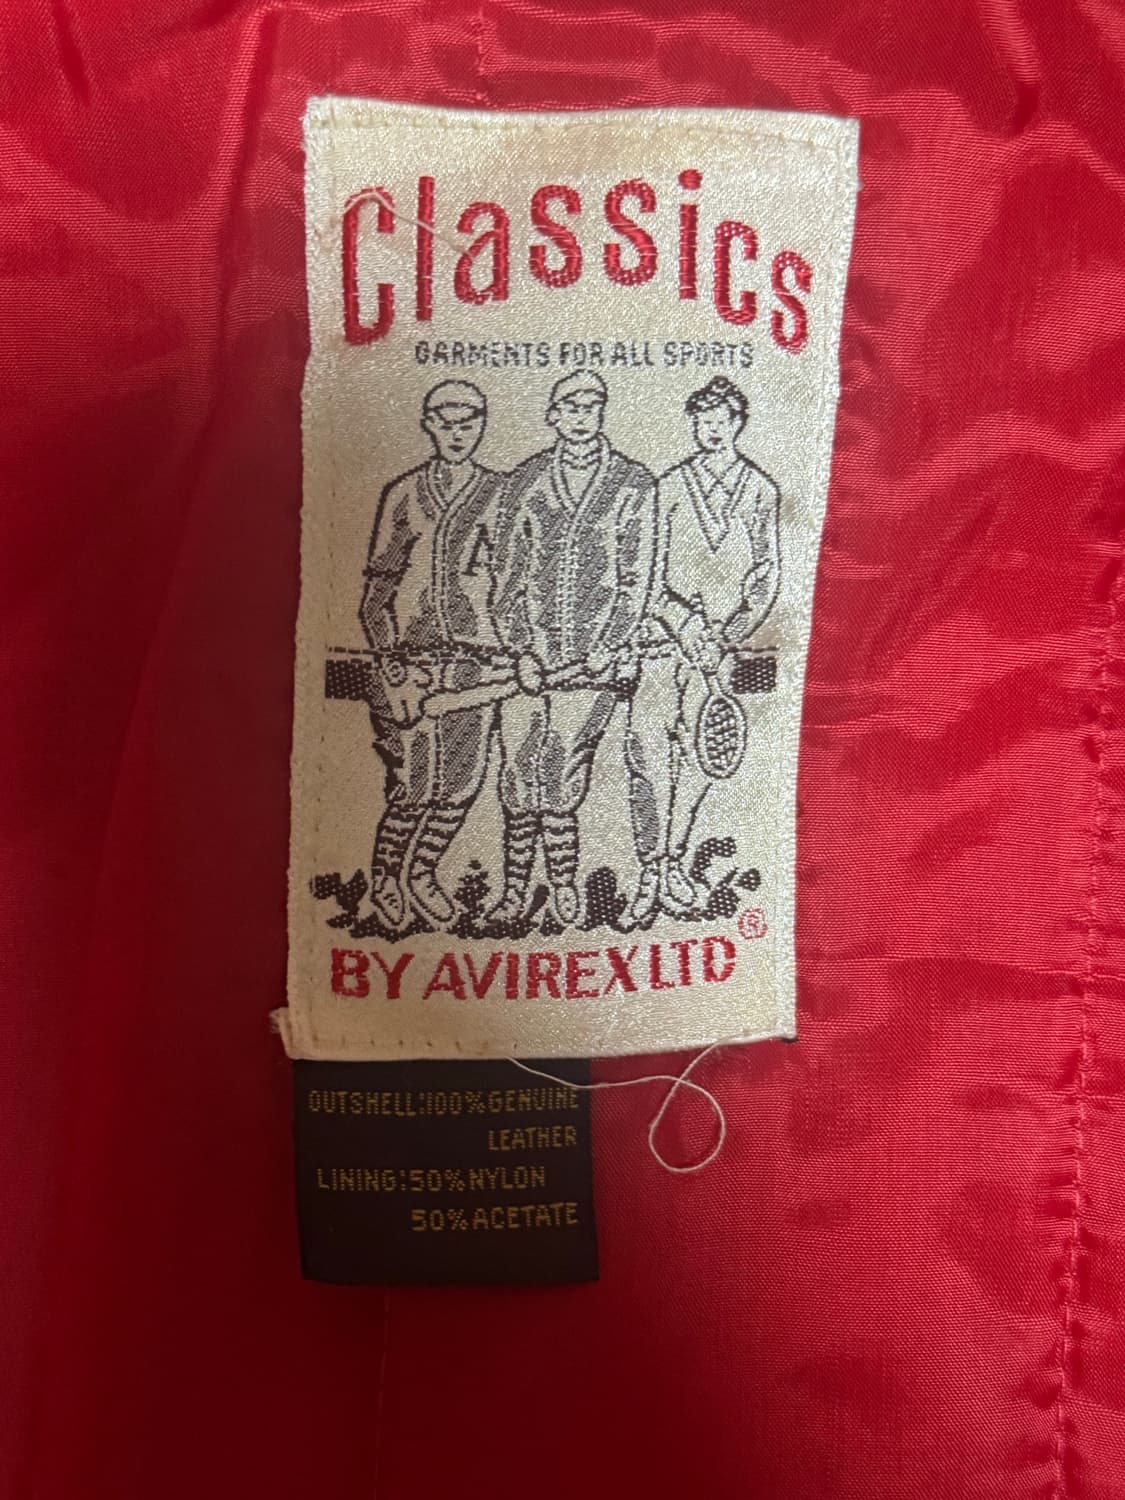 Classics
GARMENTS FOR ALL SPORTS
A
BY AVIREX LTD®
OUTSHELL:100%GENUINE
LEATHER
LINING:50%NYLON
50%ACETATE